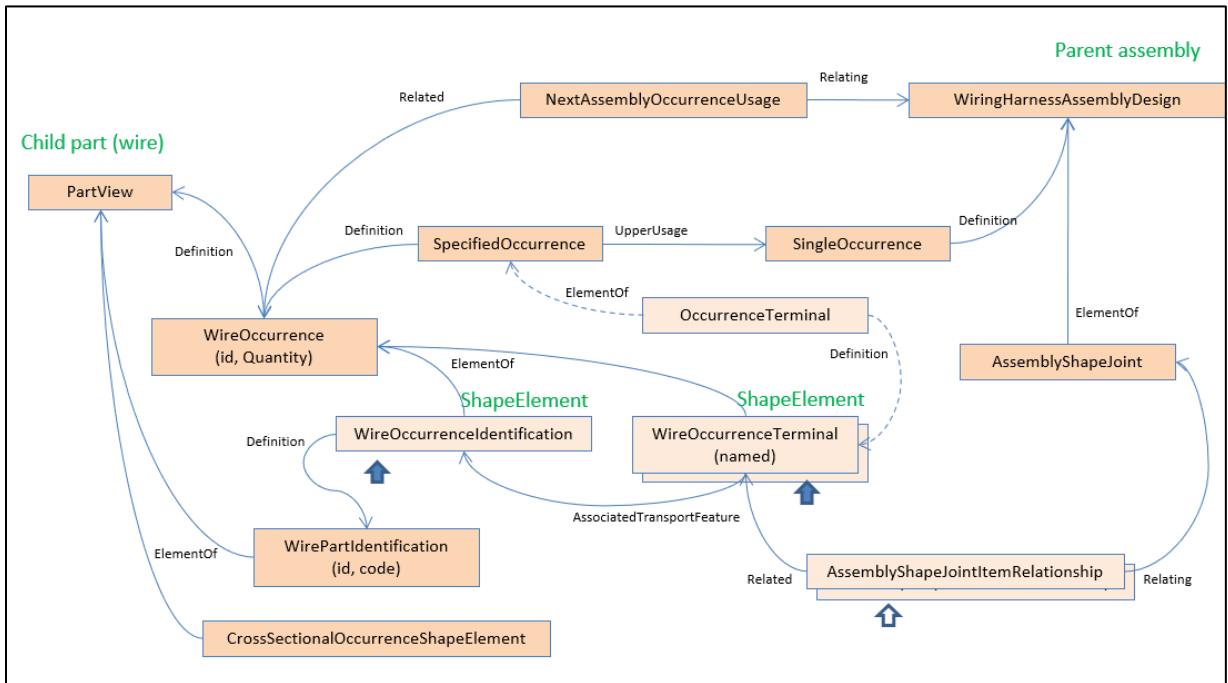 Parent assembly
Related
NextAssemblyOccurrenceUsage
Relating
WiringHarnessAssemblyDesign
Child part (wire)
PartView
Definition
Definition
SpecifiedOccurrence
UpperUsage
SingleOccurrence
Definition
ElementOf
OccurrenceTerminal
WireOccurrence
(id, Quantity)
ElementOf
Definition
ElementOf
AssemblyShapeJoint
ShapeElement
ShapeElement
Definition
WireOccurrenceIdentification
WireOccurrenceTerminal
(named)
AssociatedTransportFeature
ElementOf
WirePartIdentification
(id, code)
Related
AssemblyShapeJointItemRelationship
Relating
CrossSectionalOccurrenceShapeElement